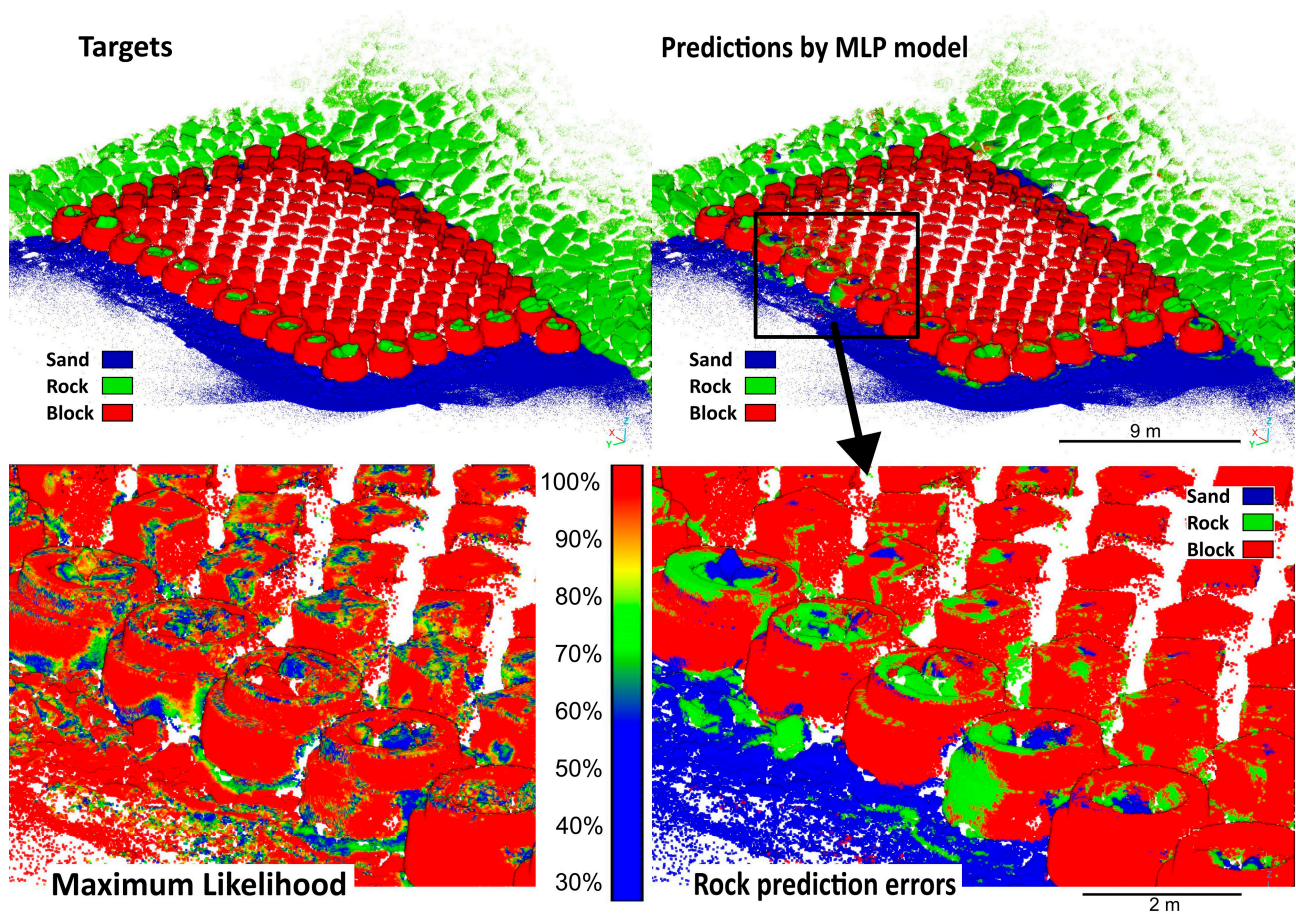 Targets
Sand
Rock
Block
X
Y
Z
Predictions by MLP model
Sand
Rock
Block
X
Y
Z
9 m
100%
90%
80%
70%
60%
50%
40%
30%
Maximum Likelihood
Sand
Rock
Block
Rock prediction errors
2 m